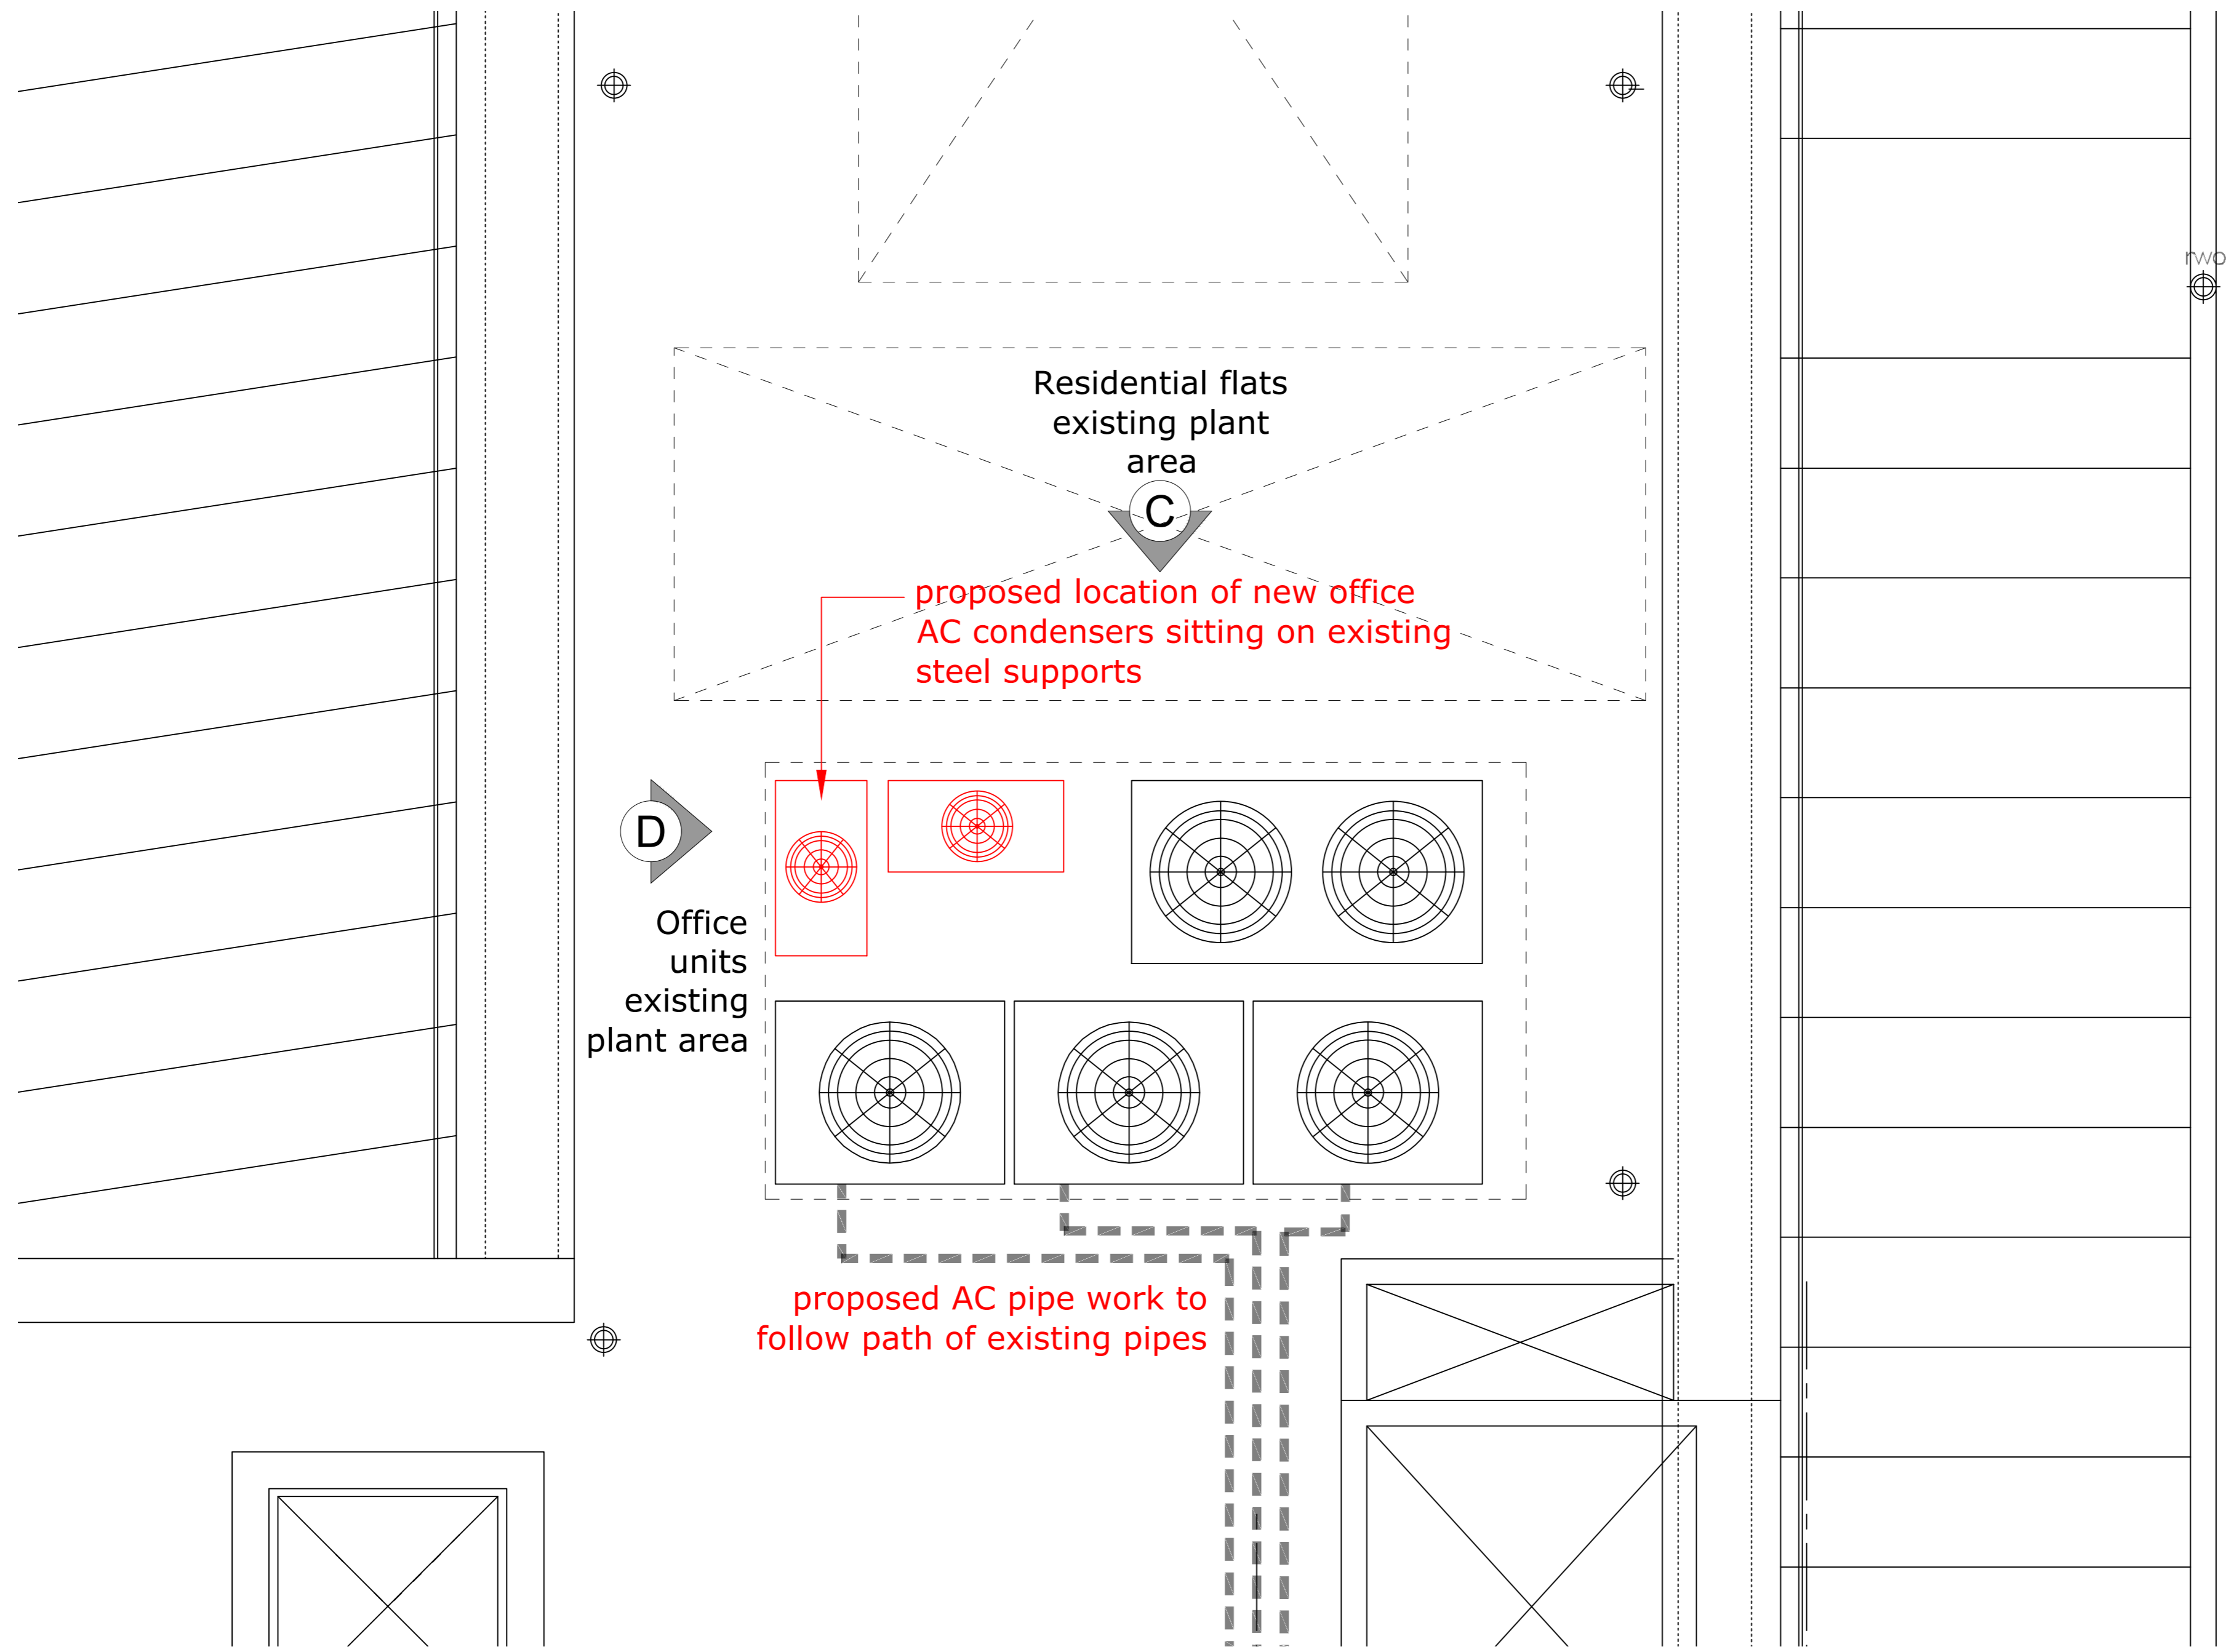 rwo
Residential flats
existing plant
area
C
proposed location of new office
AC condensers sitting on existing
steel supports
D
Office
units
existing
plant area
proposed AC pipe work to
follow path of existing pipes